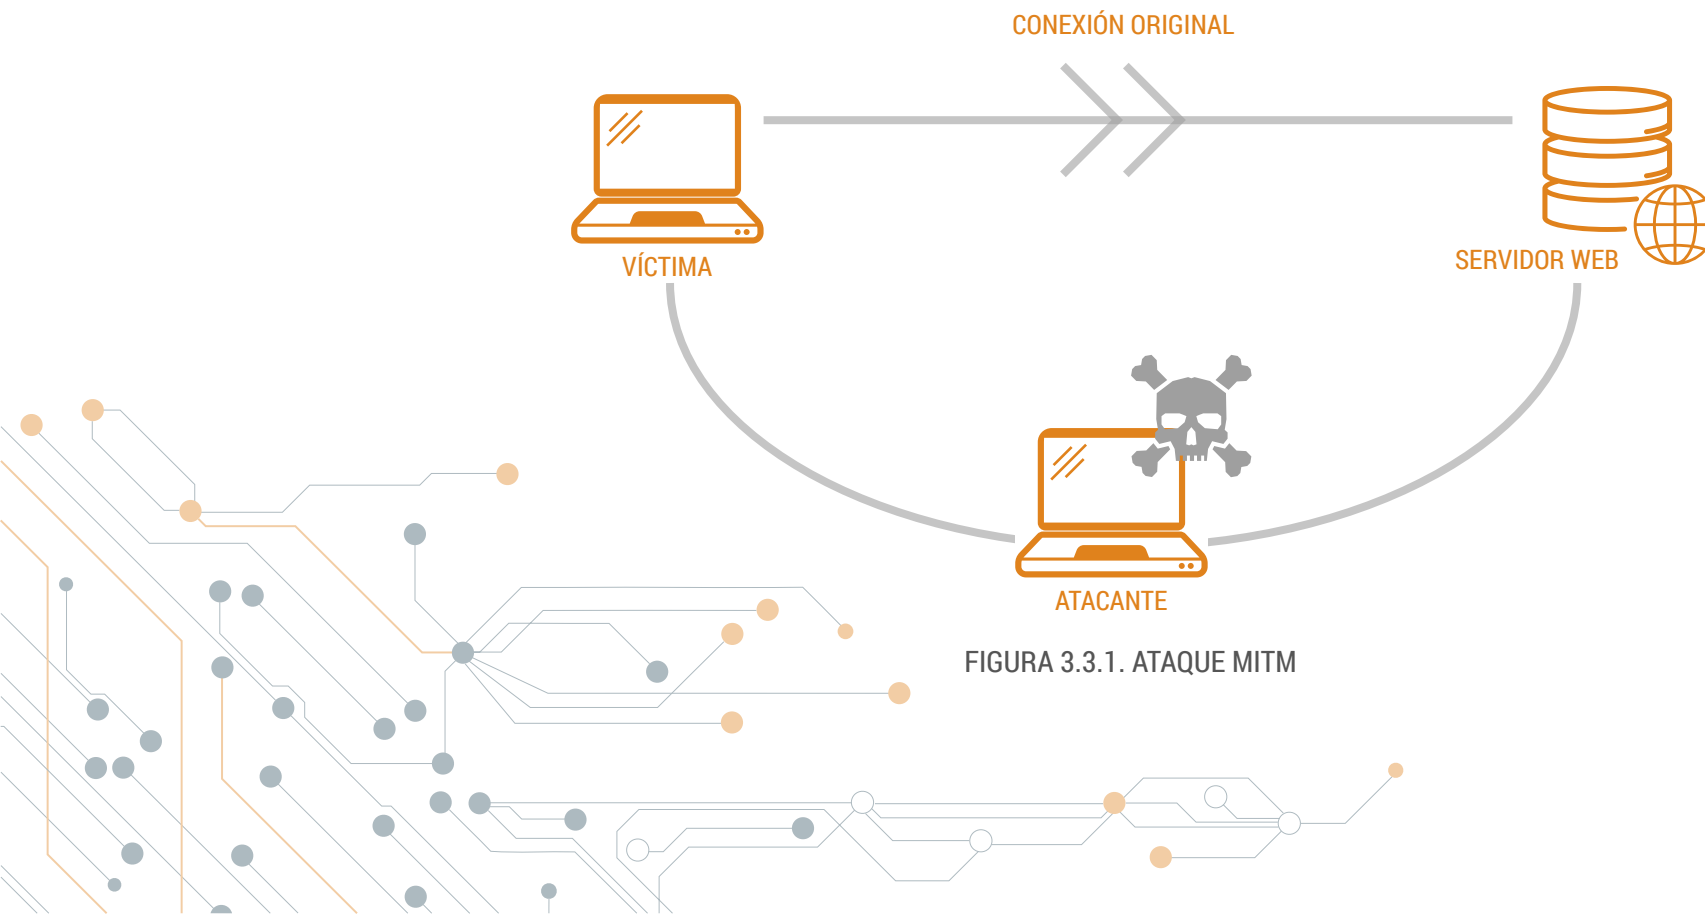 CONEXIÓN ORIGINAL
VÍCTIMA
SERVIDOR WEB
ATACANTE
FIGURA 3.3.1. ATAQUE MITM